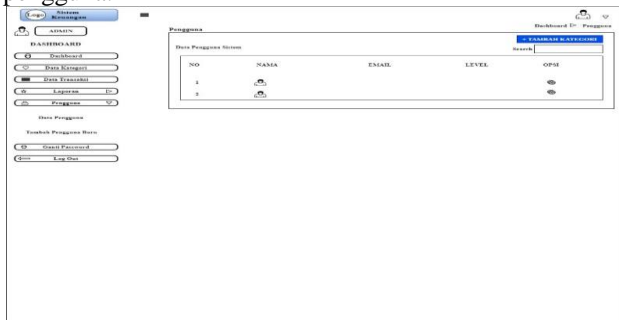 pengguna.
Logo Sistem
Keuangan
ADMIN
DASHBOARD
Dashboard
Data Kategori
Data Transaksi
Laporan
Pengguna
Data Pengguna
Tambah Pengguna Baru
Ganti Password
Log Out
Pengguna
Dashboard Pengguna
+ TAMBAH KATEGORI
Data Pengguna Sistem
Search
NO NAMA EMAIL LEVEL OPSI
1
2